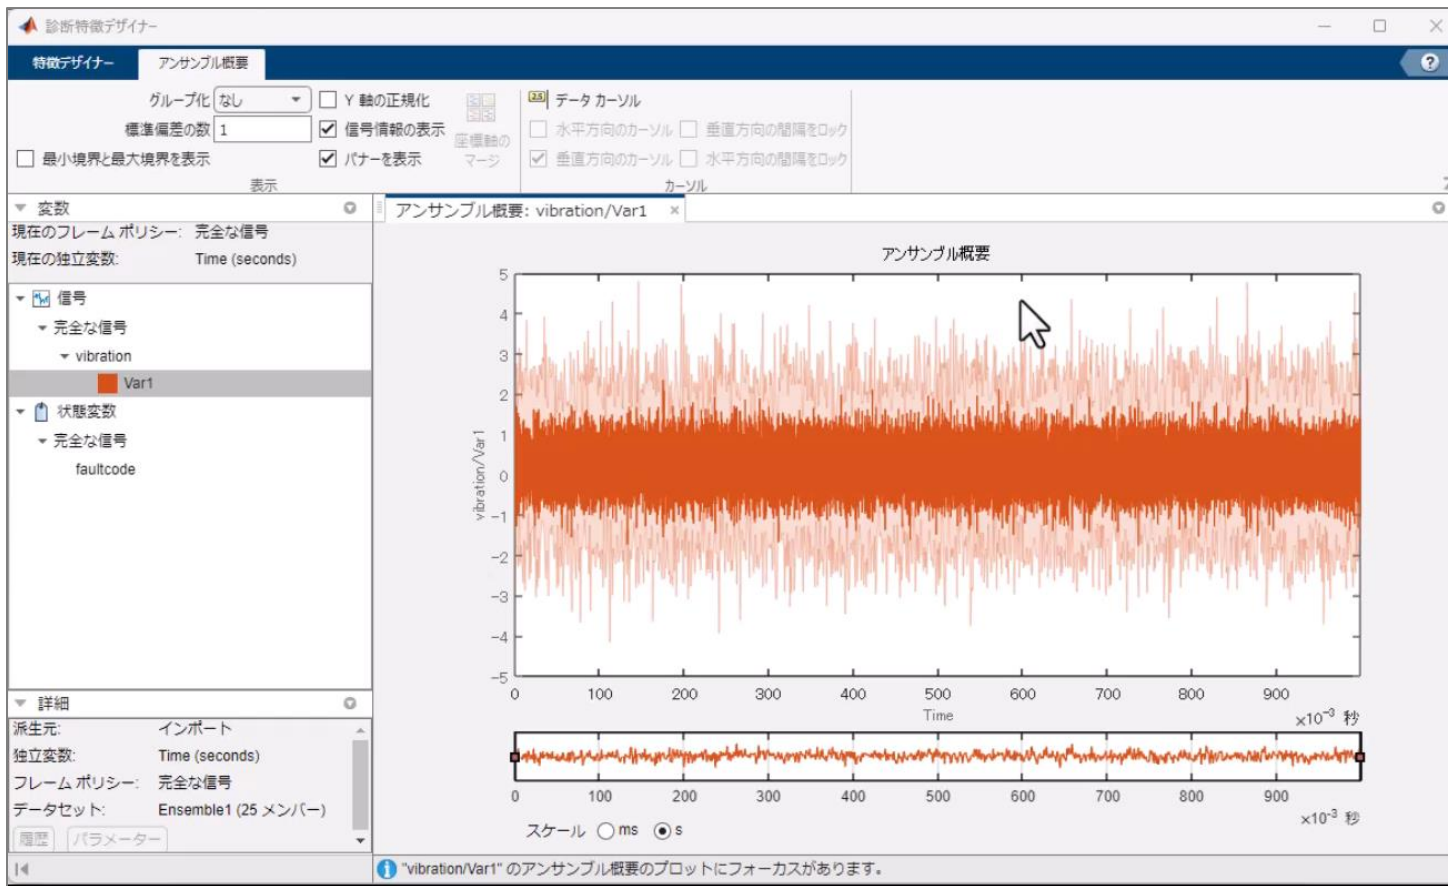 診断特徴デザイナー
特徴デザイナー アンサンブル概要
グループ化 なし Y 軸の正規化 データ カーソル
標準偏差の数 1 信号情報の表示 座標軸のマージ 水平方向のカーソル 垂直方向の間隔をロック
最小境界と最大境界を表示 バナーを表示 垂直方向のカーソル 水平方向の間隔をロック
表示 カーソル
変数
現在のフレーム ポリシー: 完全な信号
現在の独立変数: Time (seconds)
信号
完全な信号
vibration
Var1
状態変数
完全な信号
faultcode
詳細
派生元: インポート
独立変数: Time (seconds)
フレーム ポリシー: 完全な信号
データセット: Ensemble1 (25 メンバー)
履歴 パラメーター
アンサンブル概要: vibration/Var1 ×
アンサンブル概要
5
4
3
2
1
0
-1
-2
-3
-4
-5
vibration/Var1
0 100 200 300 400 500 600 700 800 900
Time
×10⁻³ 秒
0 100 200 300 400 500 600 700 800 900
×10⁻³ 秒
スケール ms s
"vibration/Var1" のアンサンブル概要のプロットにフォーカスがあります。